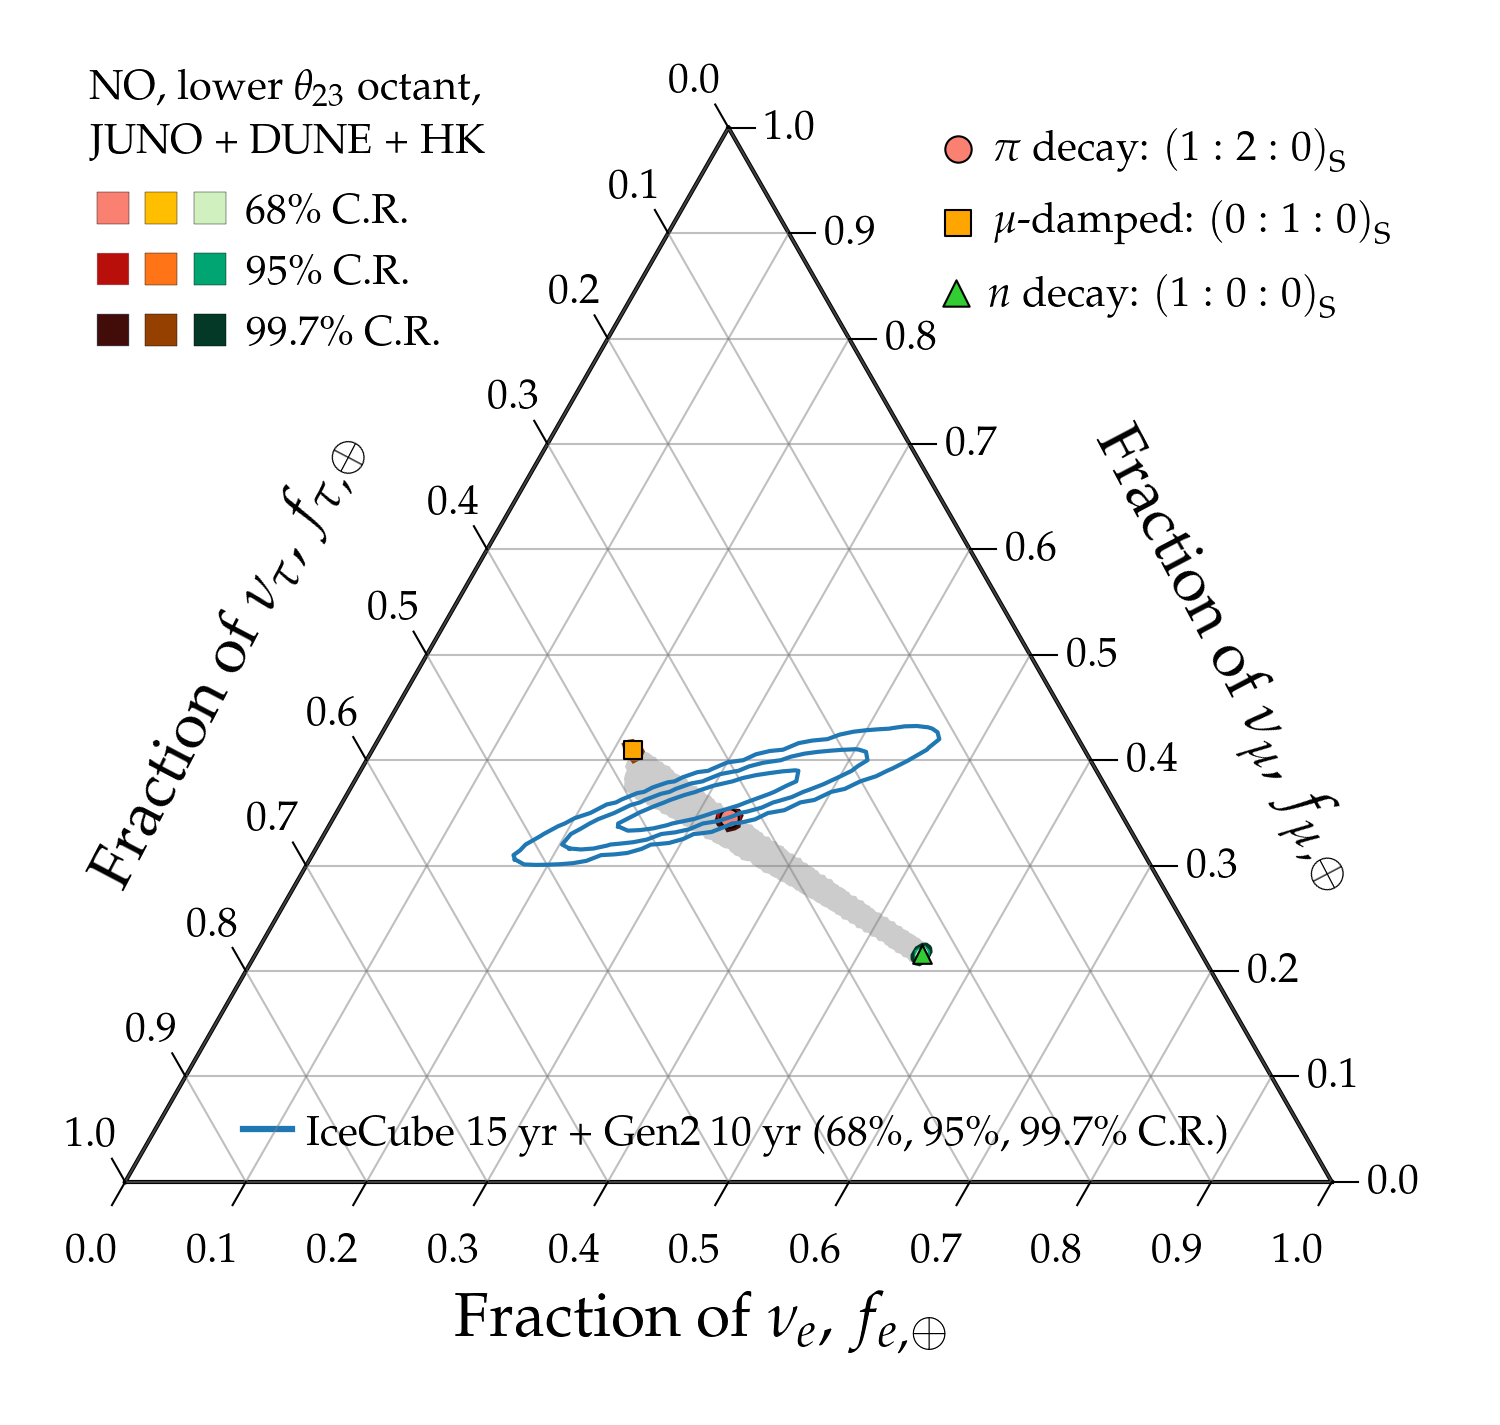 NO, lower θ₂₃ octant,
JUNO + DUNE + HK
68% C.R.
95% C.R.
99.7% C.R.
π decay: (1 : 2 : 0)S
μ-damped: (0 : 1 : 0)S
n decay: (1 : 0 : 0)S
Fraction of ντ, fτ,⊕
0.0
0.1
0.2
0.3
0.4
0.5
0.6
0.7
0.8
0.9
1.0
Fraction of νμ, fμ,⊕
1.0
0.9
0.8
0.7
0.6
0.5
0.4
0.3
0.2
0.1
0.0
IceCube 15 yr + Gen2 10 yr (68%, 95%, 99.7% C.R.)
0.0 0.1 0.2 0.3 0.4 0.5 0.6 0.7 0.8 0.9 1.0
Fraction of νe, fe,⊕